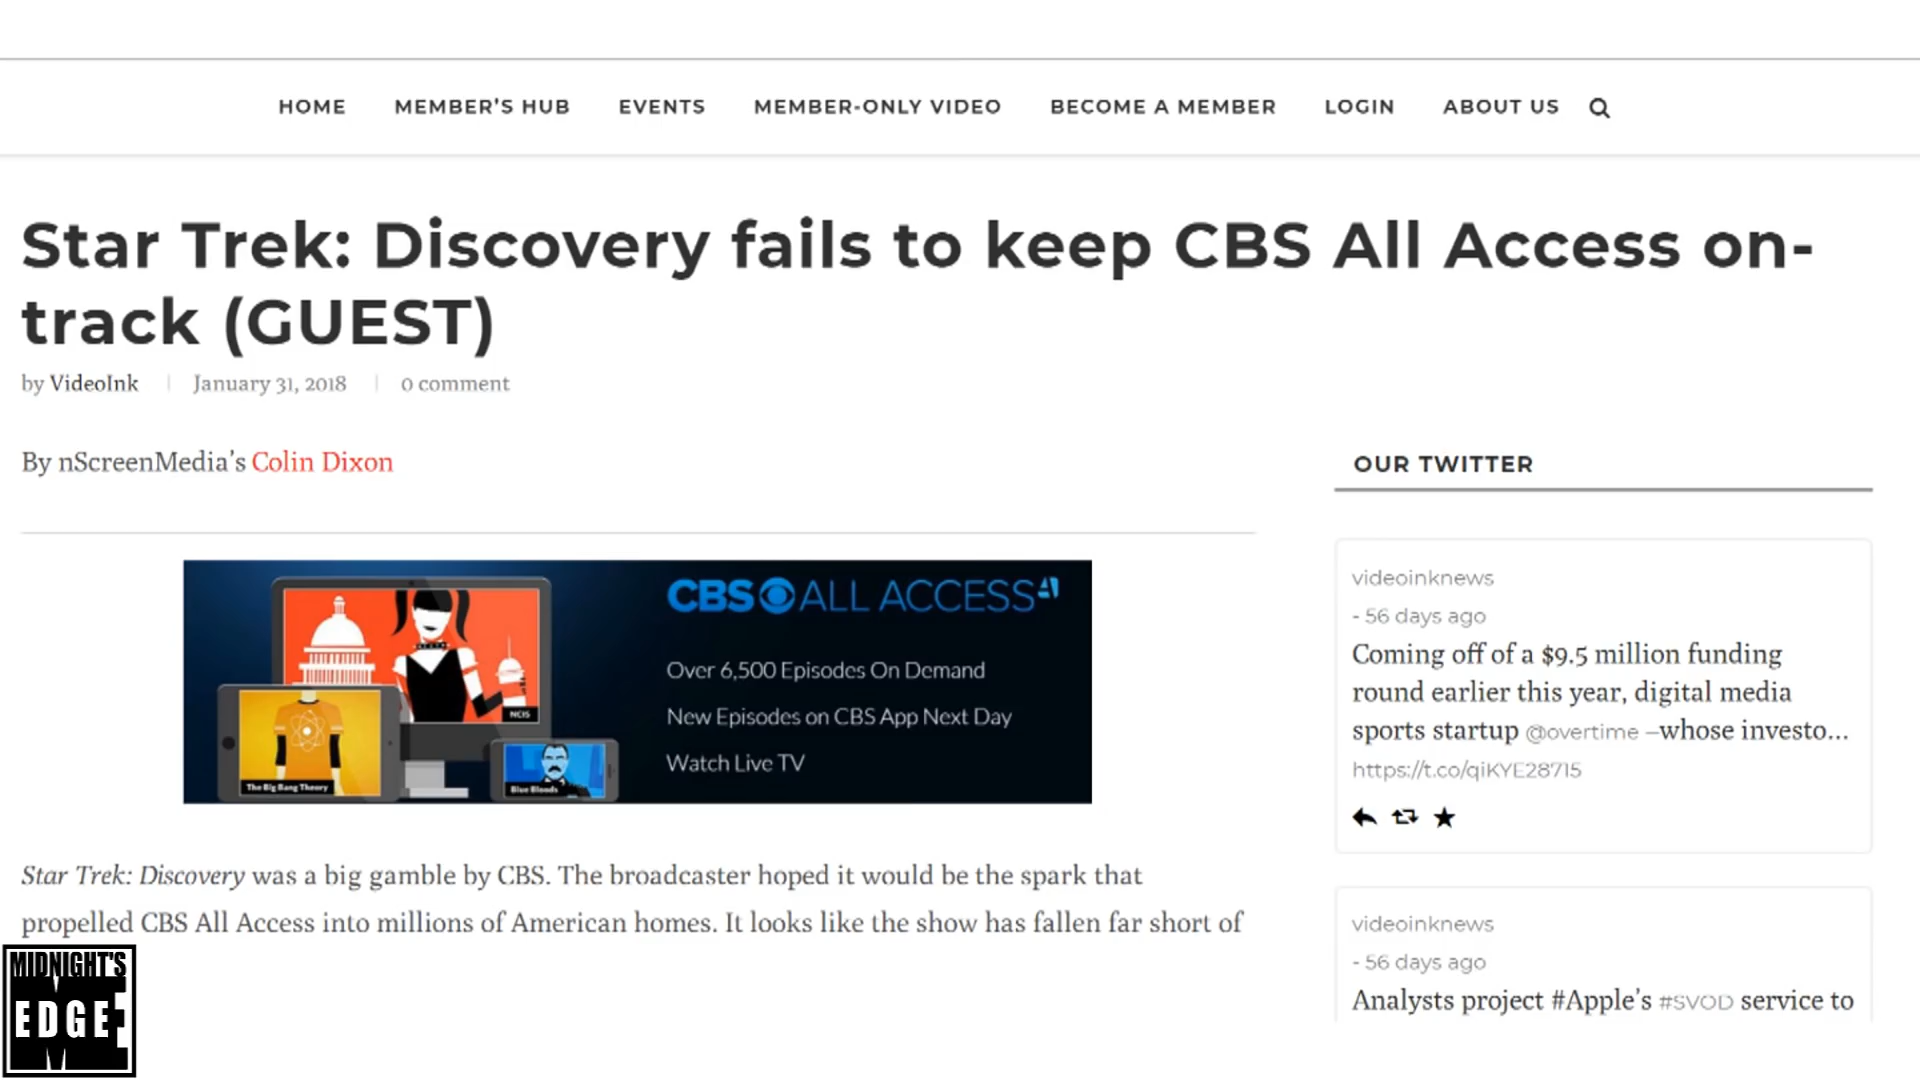 HOME MEMBER'S HUB EVENTS MEMBER-ONLY VIDEO BECOME A MEMBER LOGIN ABOUT US
Star Trek: Discovery fails to keep CBS All Access on-
track (GUEST)
by VideoInk January 31, 2018 0 comment
By nScreenMedia's Colin Dixon
CBS ALL ACCESS
Over 6,500 Episodes On Demand
New Episodes on CBS App Next Day
Watch Live TV
NCIS
The Big Bang Theory
Blue Bloods
Star Trek: Discovery was a big gamble by CBS. The broadcaster hoped it would be the spark that
propelled CBS All Access into millions of American homes. It looks like the show has fallen far short of
OUR TWITTER
videoinknews
- 56 days ago
Coming off of a $9.5 million funding
round earlier this year, digital media
sports startup @overtime –whose investo...
https://t.co/qiKYE28715
videoinknews
- 56 days ago
Analysts project #Apple's #SVOD service to
MIDNIGHT'S
EDGE